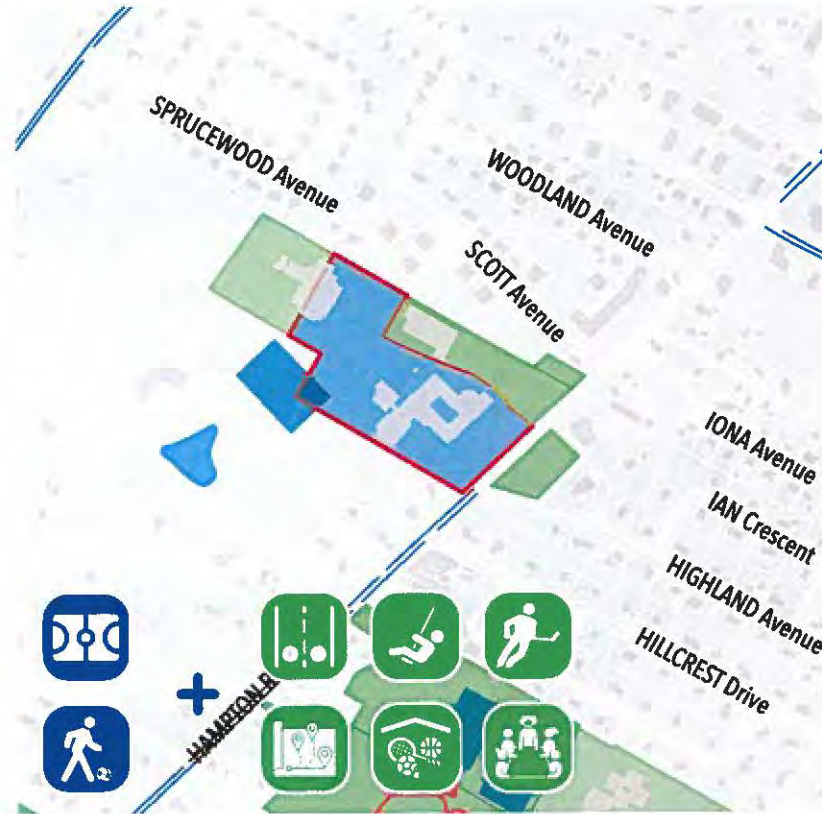 SPRUCEWOOD Avenue
WOODLAND Avenue
SCOTT Avenue
IONA Avenue
IAN Crescent
HIGHLAND Avenue
HILLCREST Drive
HAMPTON R